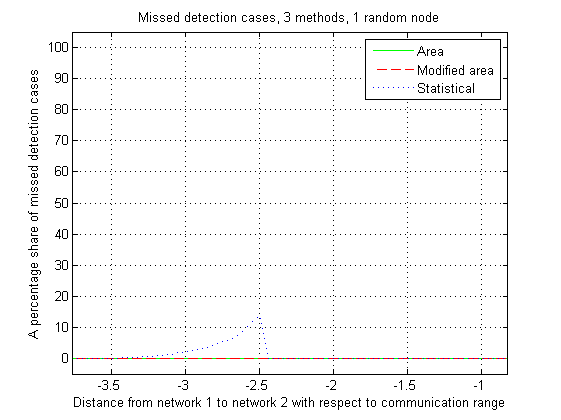 Missed detection cases, 3 methods, 1 random node
Area
Modified area
Statistical
A percentage share of missed detection cases
100
90
80
70
60
50
40
30
20
10
0
-3.5
-3
-2.5
-2
-1.5
-1
Distance from network 1 to network 2 with respect to communication range